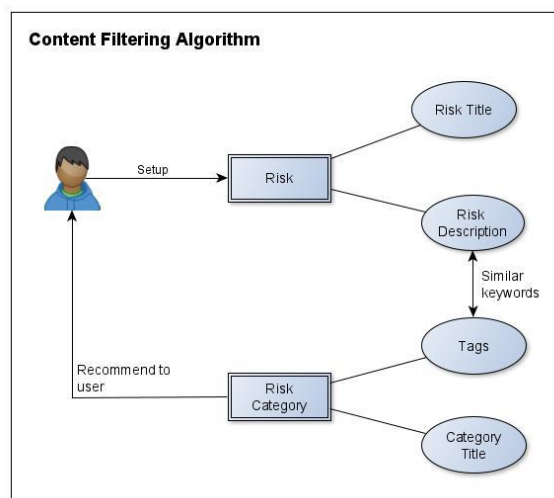 Content Filtering Algorithm
Risk Title
Setup
Risk
Risk
Description
Similar
keywords
Tags
Recommend to
user
Risk
Category
Category
Title